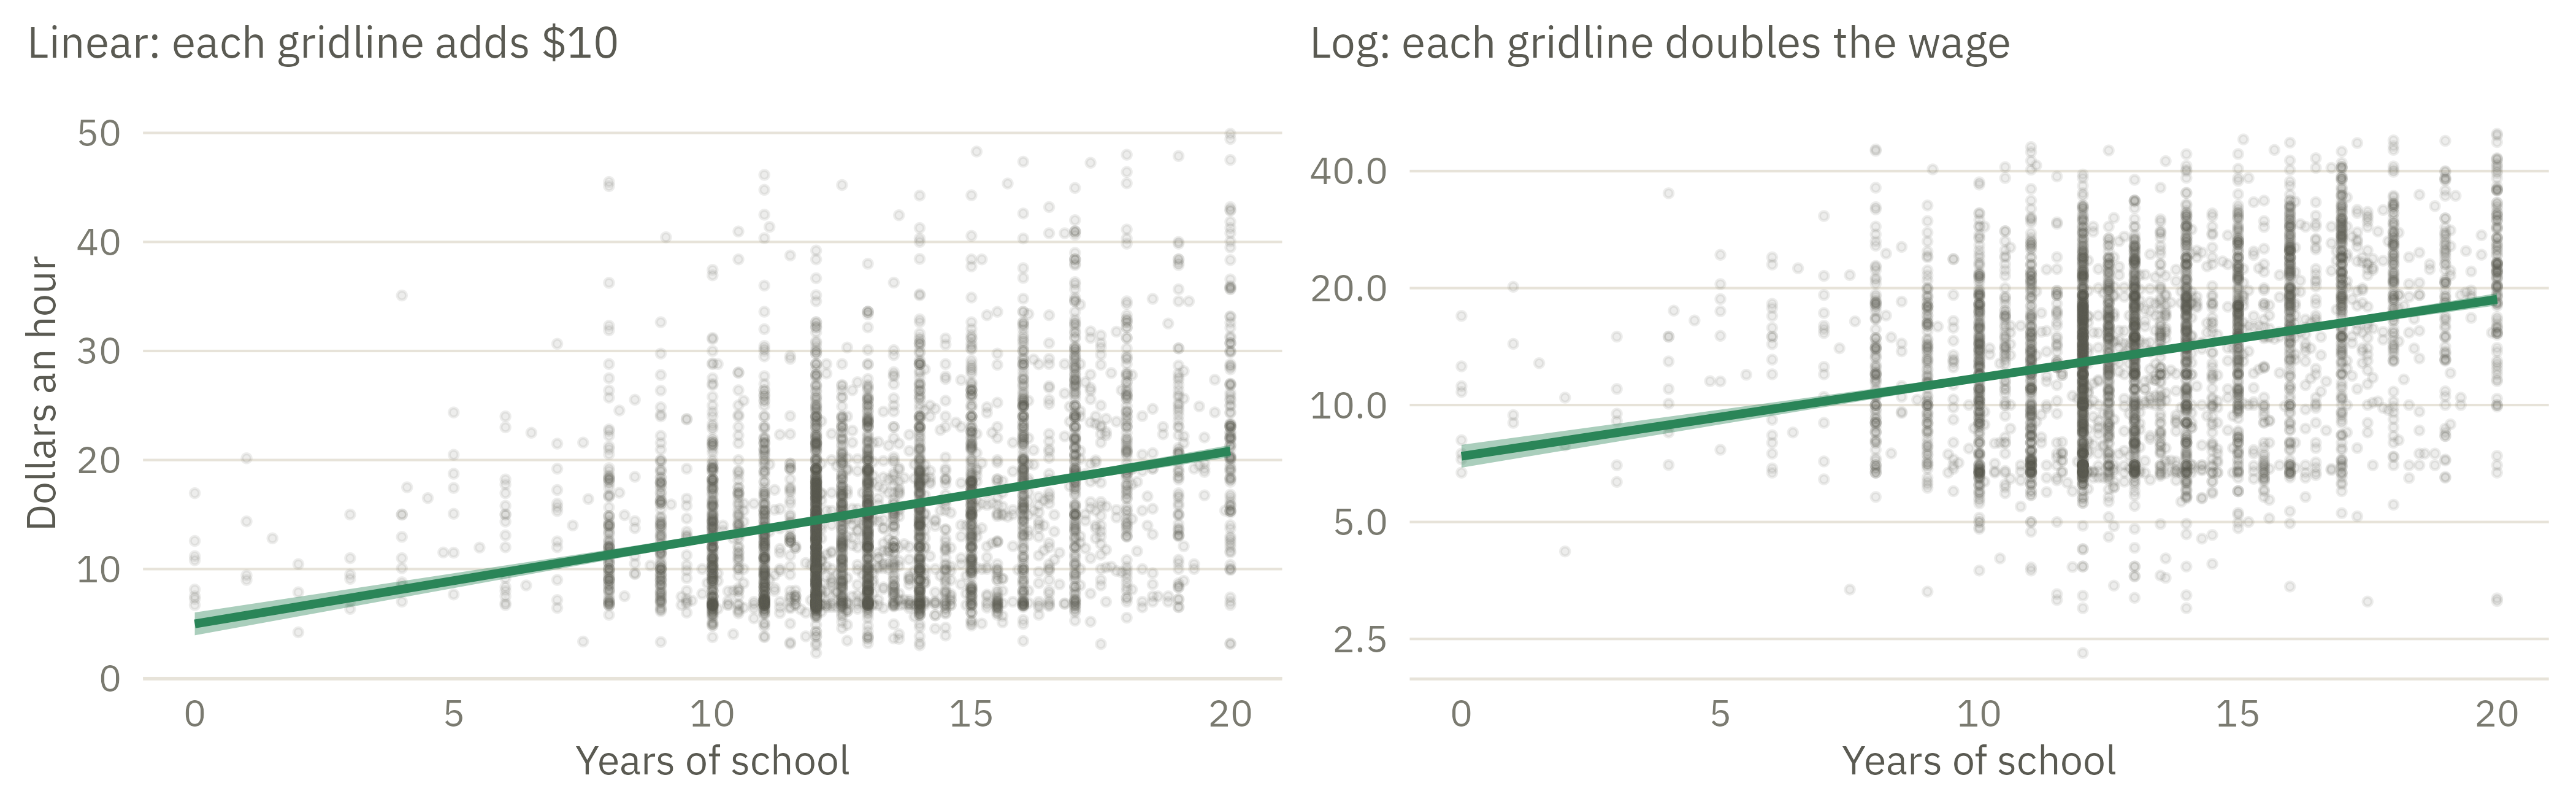 Linear: each gridline adds $10
Dollars an hour
50
40
30
20
10
0
0 5 10 15 20
Years of school
Log: each gridline doubles the wage
40.0
20.0
10.0
5.0
2.5
0 5 10 15 20
Years of school